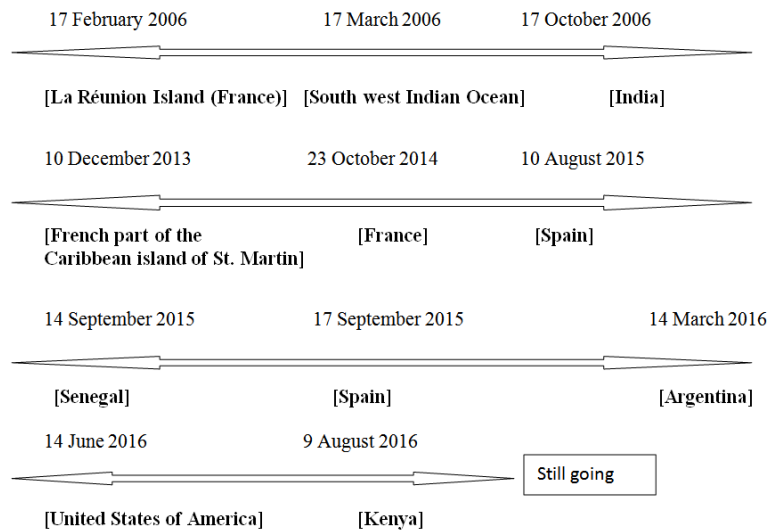 17 February 2006 17 March 2006 17 October 2006
[La Réunion Island (France)] [South west Indian Ocean] [India]
10 December 2013 23 October 2014 10 August 2015
[French part of the [France] [Spain]
Caribbean island of St. Martin]
14 September 2015 17 September 2015 14 March 2016
[Senegal] [Spain] [Argentina]
14 June 2016 9 August 2016
Still going
[United States of America] [Kenya]